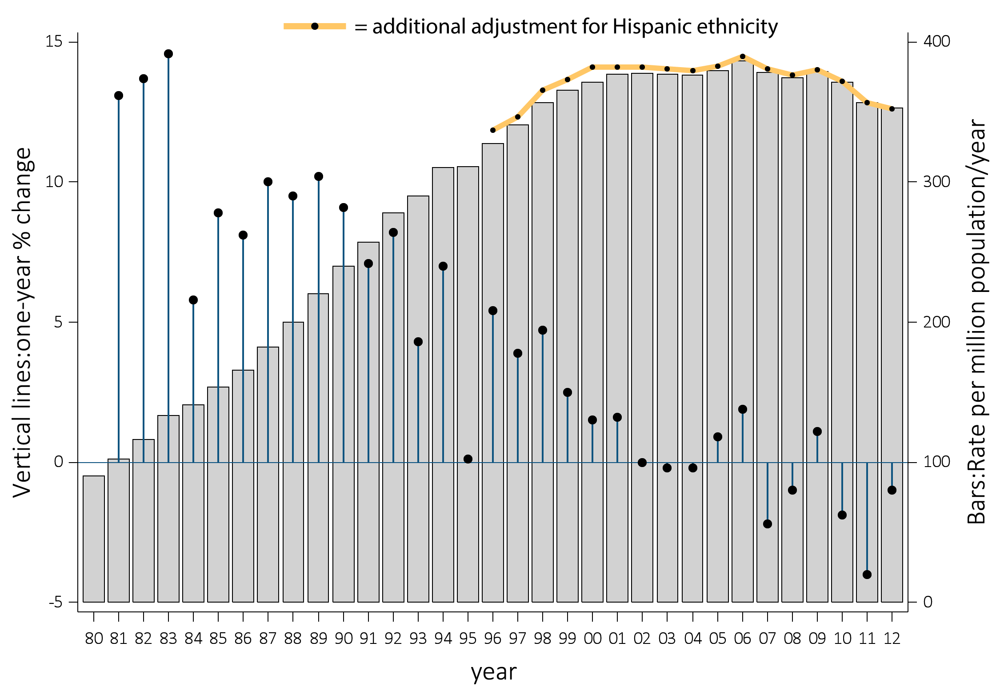 = additional adjustment for Hispanic ethnicity
Vertical lines:one-year % change
15
10
5
0
-5
400
300
200
100
0
Bars:Rate per million population/year
80 81 82 83 84 85 86 87 88 89 90 91 92 93 94 95 96 97 98 99 00 01 02 03 04 05 06 07 08 09 10 11 12
year